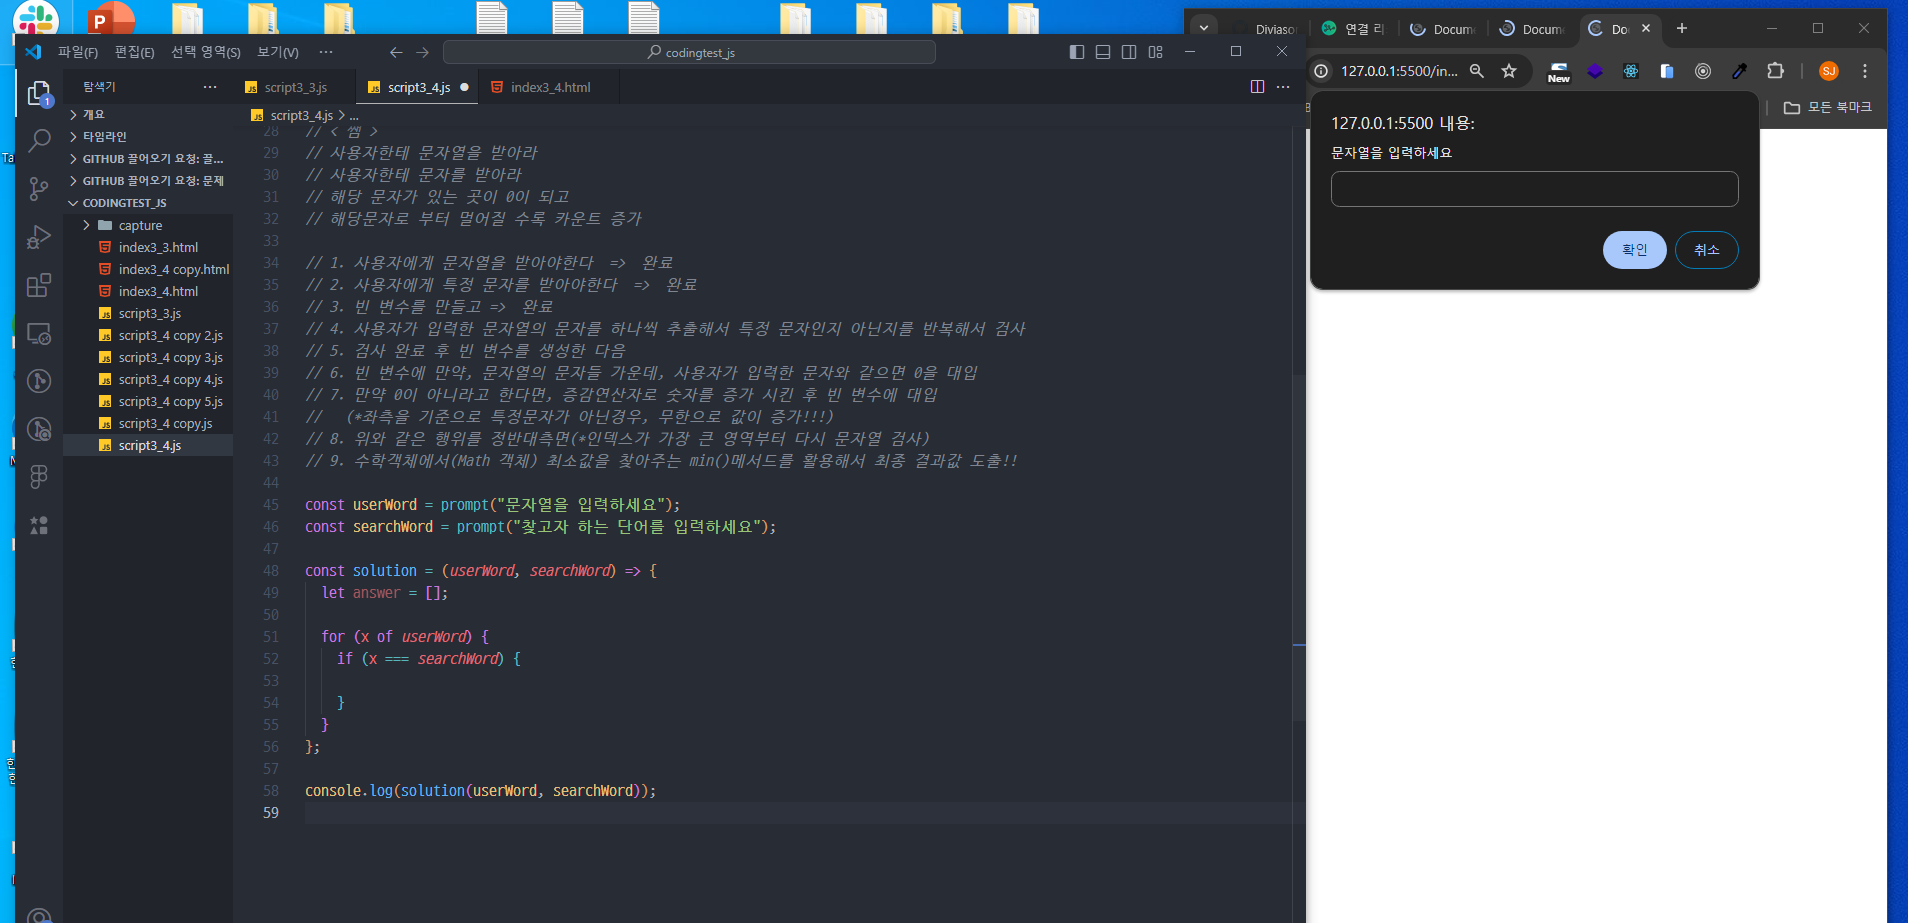 파일(F)
편집(E)
선택 영역(S)
보기(V)
codingtest_js
탐색기
1
개요
타임라인
GITHUB 끌어오기 요청: 끌...
GITHUB 끌어오기 요청: 문제
CODINGTEST_JS
capture
index3_3.html
index3_4 copy.html
index3_4.html
script3_3.js
script3_4 copy 2.js
script3_4 copy 3.js
script3_4 copy 4.js
script3_4 copy 5.js
script3_4 copy.js
script3_4.js
script3_3.js
script3_4.js
index3_4.html
script3_4.js > ...
28 // < 쌤 >
29 // 사용자한테 문자열을 받아라
30 // 사용자한테 문자를 받아라
31 // 해당 문자가 있는 곳이 0이 되고
32 // 해당문자로 부터 멀어질 수록 카운트 증가
33
34 // 1. 사용자에게 문자열을 받아야한다 => 완료
35 // 2. 사용자에게 특정 문자를 받아야한다 => 완료
36 // 3. 빈 변수를 만들고 => 완료
37 // 4. 사용자가 입력한 문자열의 문자를 하나씩 추출해서 특정 문자인지 아닌지를 반복해서 검사
38 // 5. 검사 완료 후 빈 변수를 생성한 다음
39 // 6. 빈 변수에 만약, 문자열의 문자들 가운데, 사용자가 입력한 문자와 같으면 0을 대입
40 // 7. 만약 0이 아니라고 한다면, 증감연산자로 숫자를 증가 시킨 후 빈 변수에 대입
41 // (*좌측을 기준으로 특정문자가 아닌경우, 무한으로 값이 증가!!!)
42 // 8. 위와 같은 행위를 정반대측면(*인덱스가 가장 큰 영역부터 다시 문자열 검사)
43 // 9. 수학객체에서(Math 객체) 최소값을 찾아주는 min()메서드를 활용해서 최종 결과값 도출!!
44
45 const userWord = prompt("문자열을 입력하세요");
46 const searchWord = prompt("찾고자 하는 단어를 입력하세요");
47
48 const solution = (userWord, searchWord) => {
49 let answer = [];
50
51 for (x of userWord) {
52 if (x === searchWord) {
53
54 }
55 }
56 };
57
58 console.log(solution(userWord, searchWord));
59
Diviasor
연결 리
Docum
Docum
Do
127.0.0.1:5500/in...
New
SJ
모든 북마크
127.0.0.1:5500 내용:
문자열을 입력하세요
확인
취소